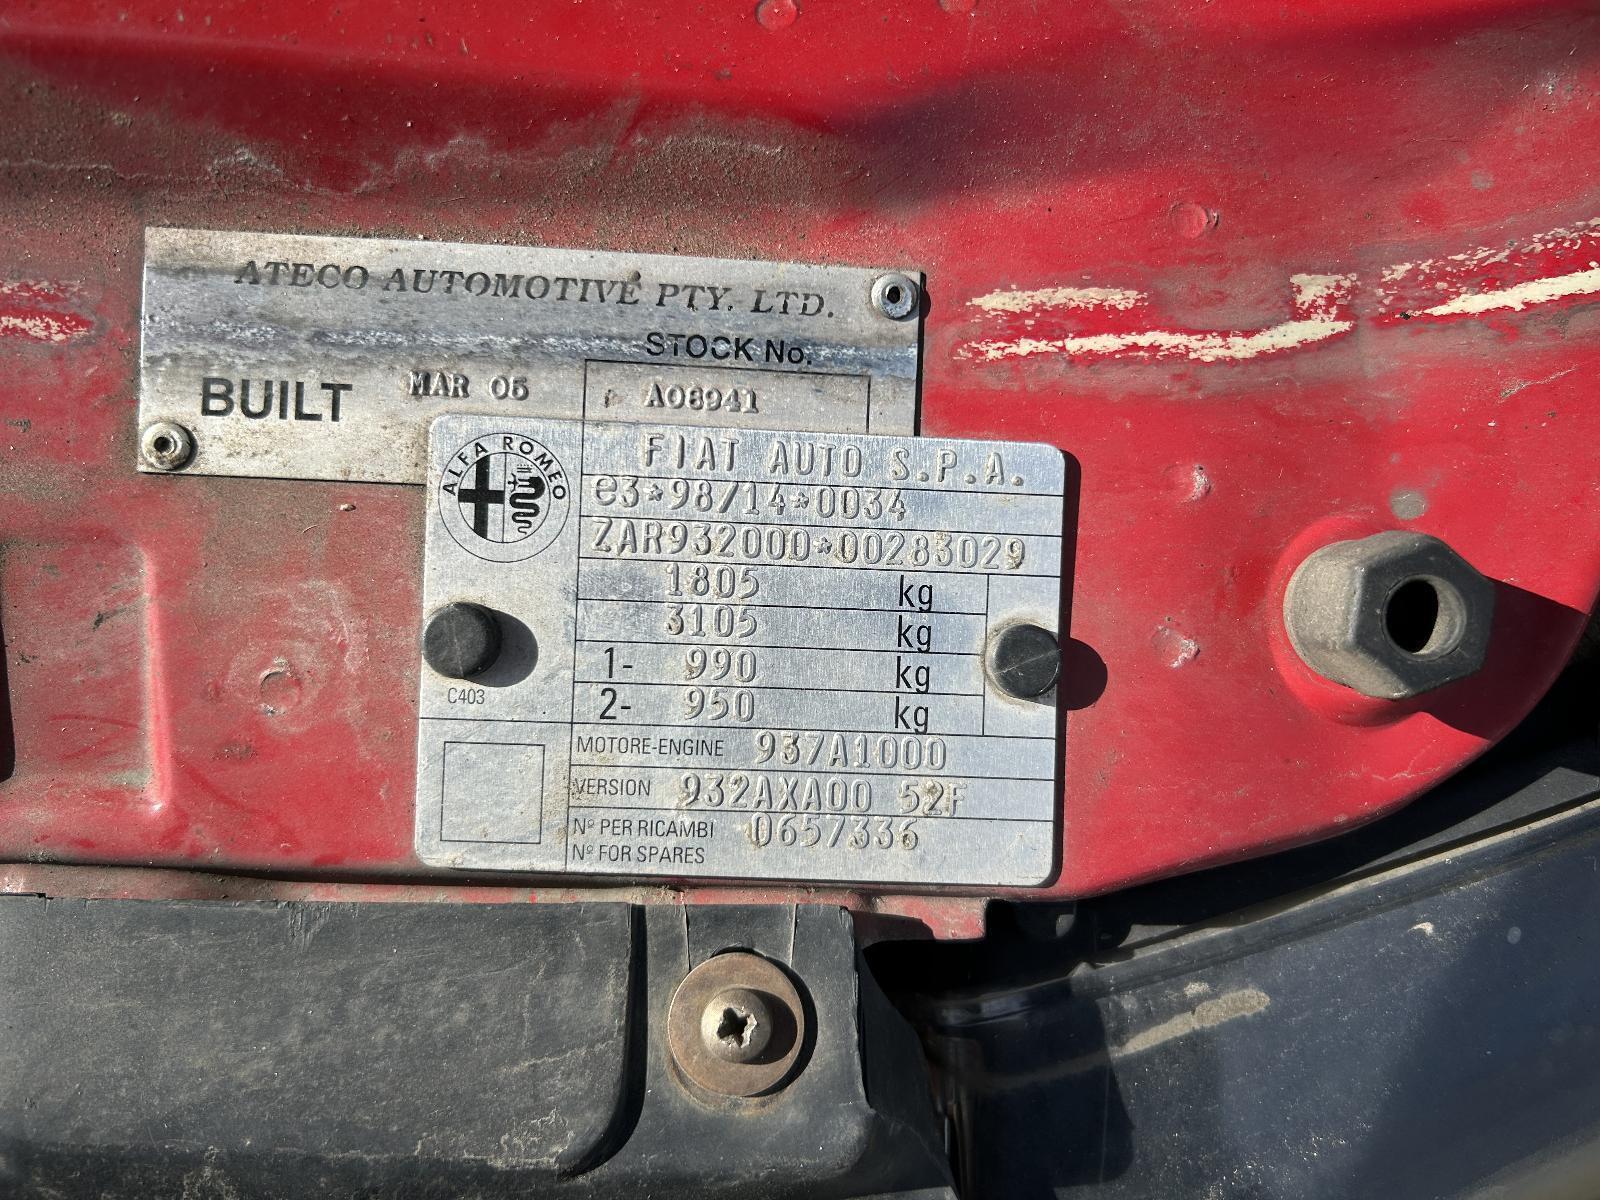 ATECO AUTOMOTIVE PTY. LTD.
STOCK No.
BUILT MAR 05 A08941
ALFA ROMEO
FIAT AUTO S.P.A.
e3*98/14*0034
ZAR932000*00283029
1805 kg
3105 kg
1- 990 kg
2- 950 kg
C403
MOTORE-ENGINE 937A1000
VERSION 932AXA00 52F
Nº PER RICAMBI 0657336
Nº FOR SPARES